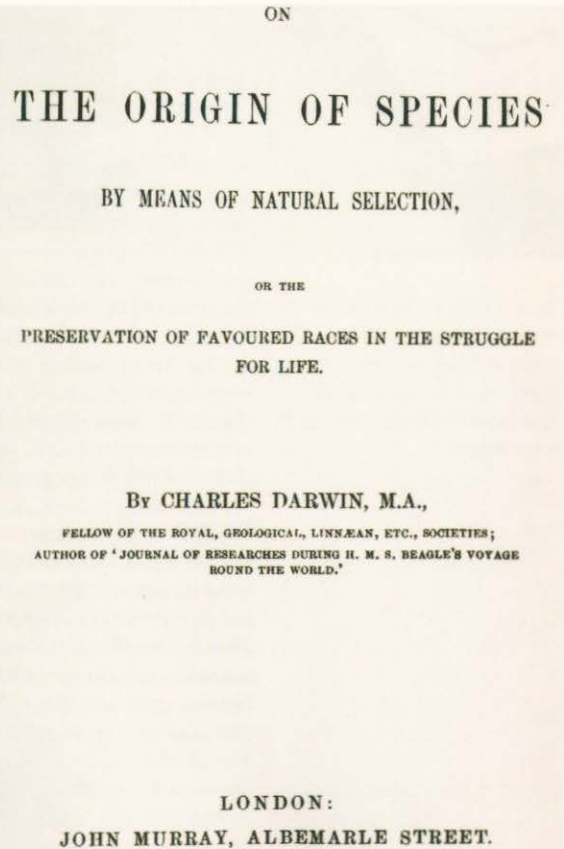 ON
THE ORIGIN OF SPECIES
BY MEANS OF NATURAL SELECTION,
OR THE
PRESERVATION OF FAVOURED RACES IN THE STRUGGLE
FOR LIFE.
BY CHARLES DARWIN, M.A.,
FELLOW OF THE ROYAL, GEOLOGICAL, LINNÆAN, ETC., SOCIETIES;
AUTHOR OF ‘JOURNAL OF RESEARCHES DURING H. M. S. BEAGLE'S VOYAGE
ROUND THE WORLD.’
LONDON:
JOHN MURRAY, ALBEMARLE STREET.